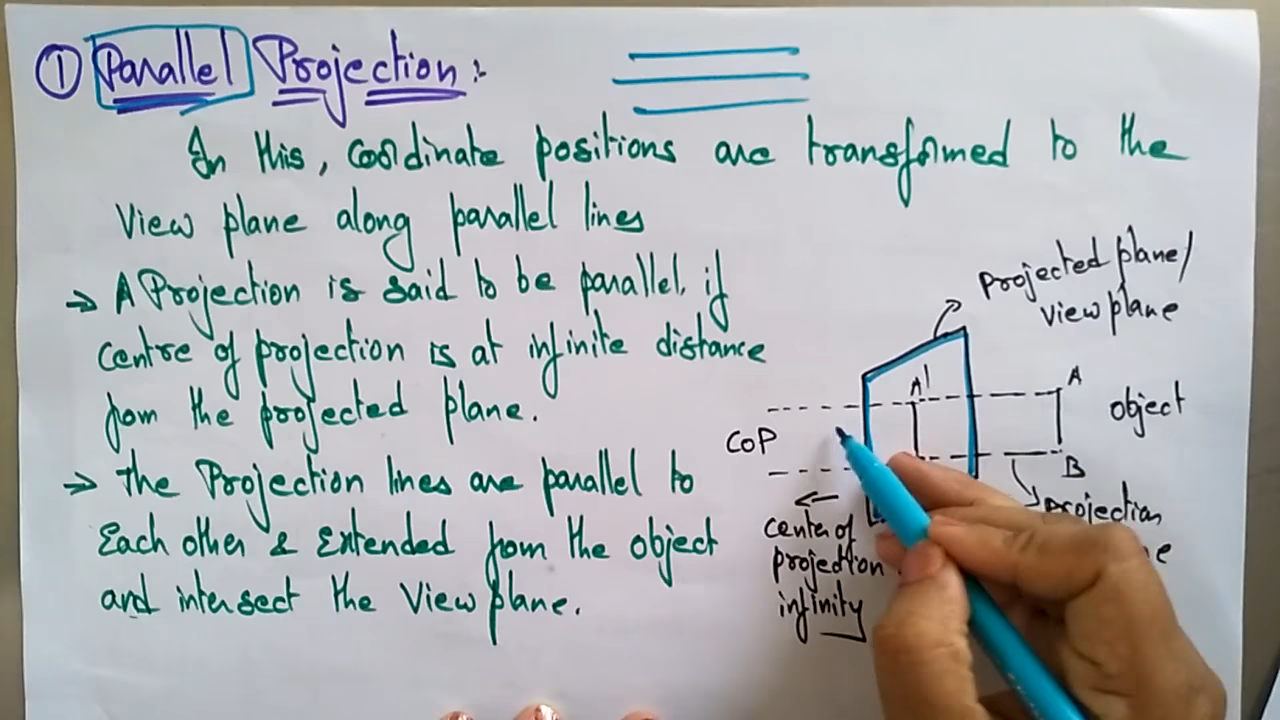 ① Parallel Projection:-
In this, coordinate positions are transformed to the
View plane along parallel lines
→ A Projection is said to be parallel, if
centre of projection is at infinite distance
from the projected plane.
→ The Projection lines are parallel to
Each other & Extended from the object
and intersect the View plane.
Projected plane/
view plane
A'
A
object
COP
B
projection
center of
projection
infinity